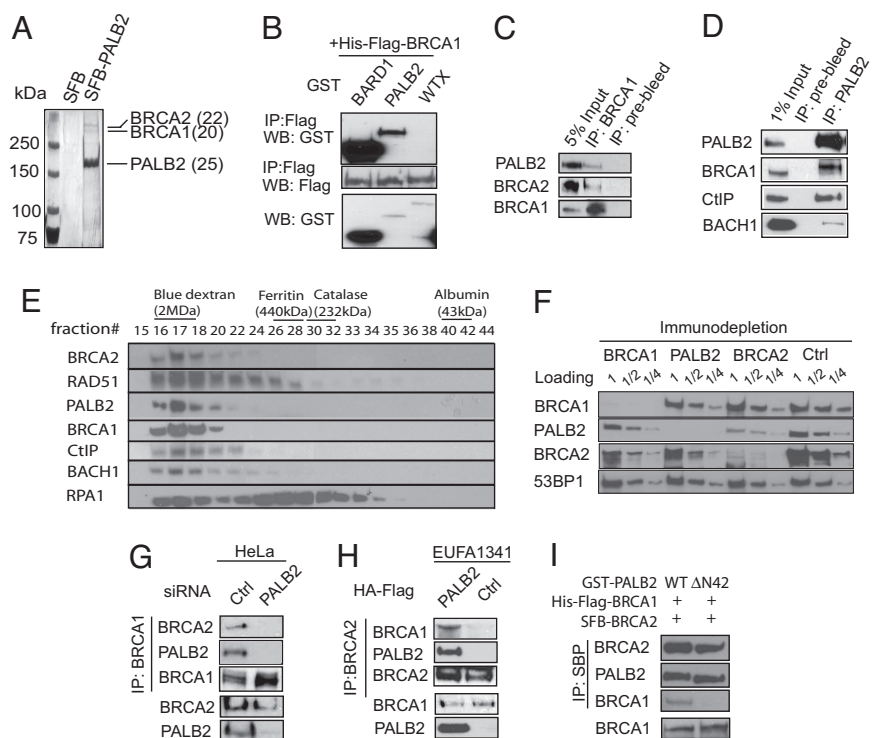 A
kDa
SFB
SFB-PALB2
250
150
100
75
BRCA2 (22)
BRCA1(20)
PALB2 (25)
B
+His-Flag-BRCA1
GST
BARD1
PALB2
WTX
IP:Flag
WB: GST
IP:Flag
WB: Flag
WB: GST
C
5% Input
IP: BRCA1
IP: pre-bleed
PALB2
BRCA2
BRCA1
D
1% Input
IP: pre-bleed
IP: PALB2
PALB2
BRCA1
CtIP
BACH1
E
Blue dextran
(2MDa)
Ferritin
(440kDa)
Catalase
(232kDa)
Albumin
(43kDa)
fraction# 15 16 17 18 20 22 24 26 28 30 32 33 34 35 36 38 40 42 44
BRCA2
RAD51
PALB2
BRCA1
CtIP
BACH1
RPA1
F
Immunodepletion
BRCA1 PALB2 BRCA2 Ctrl
Loading 1 1/2 1/4 1 1/2 1/4 1 1/2 1/4 1 1/2 1/4
BRCA1
PALB2
BRCA2
53BP1
G
HeLa
siRNA Ctrl PALB2
IP: BRCA1
BRCA2
PALB2
BRCA1
BRCA2
PALB2
H
EUFA1341
HA-Flag PALB2 Ctrl
IP:BRCA2
BRCA1
PALB2
BRCA2
BRCA1
PALB2
I
GST-PALB2 WT ΔN42
His-Flag-BRCA1 + +
SFB-BRCA2 + +
IP: SBP
BRCA2
PALB2
BRCA1
BRCA1